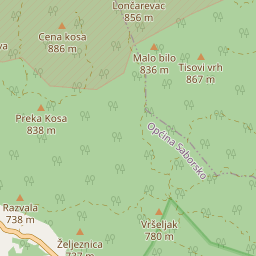 Lončarevac
856 m
Cena kosa
886 m
Malo bilo
836 m
Tisovi vrh
867 m
Preka Kosa
838 m
Općina Saborsko
Razvala
738 m
Vršeljak
780 m
Željeznica
737 m